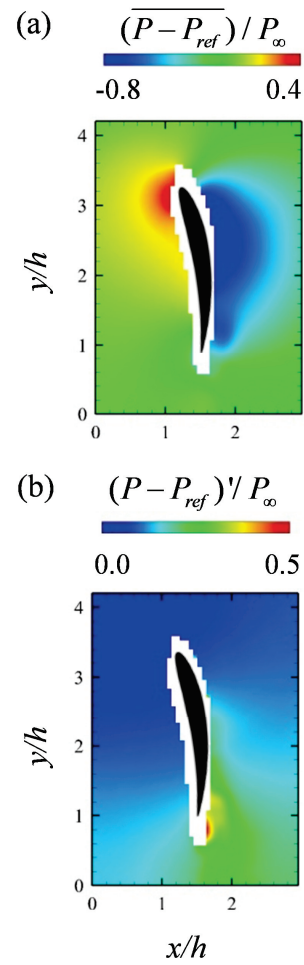 (a) (P − P_ref) / P_∞
-0.8 0.4
4
3
2
1
0
y/h
0 1 2
(b) (P − P_ref)'/ P_∞
0.0 0.5
4
3
2
1
0
y/h
0 1 2
x/h